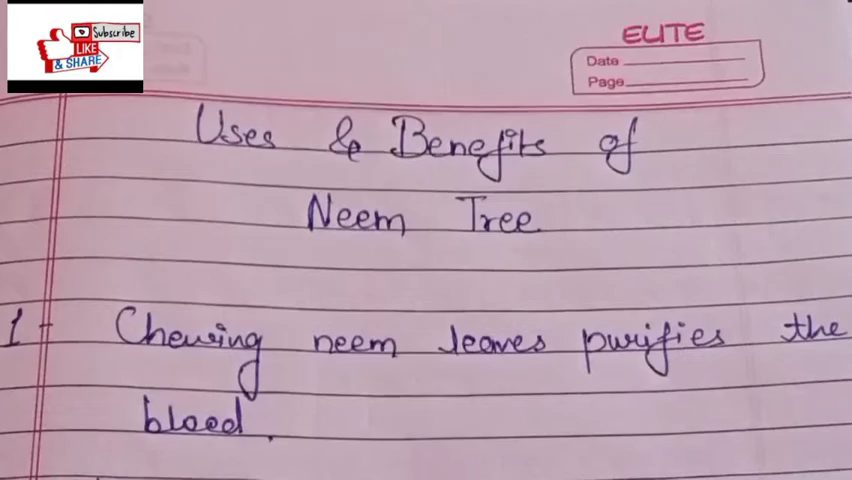 Subscribe
LIKE
& SHARE
ELITE
Date
Page
Uses & Benefits of
Neem Tree
1- Chewing neem leaves purifies the
blood.